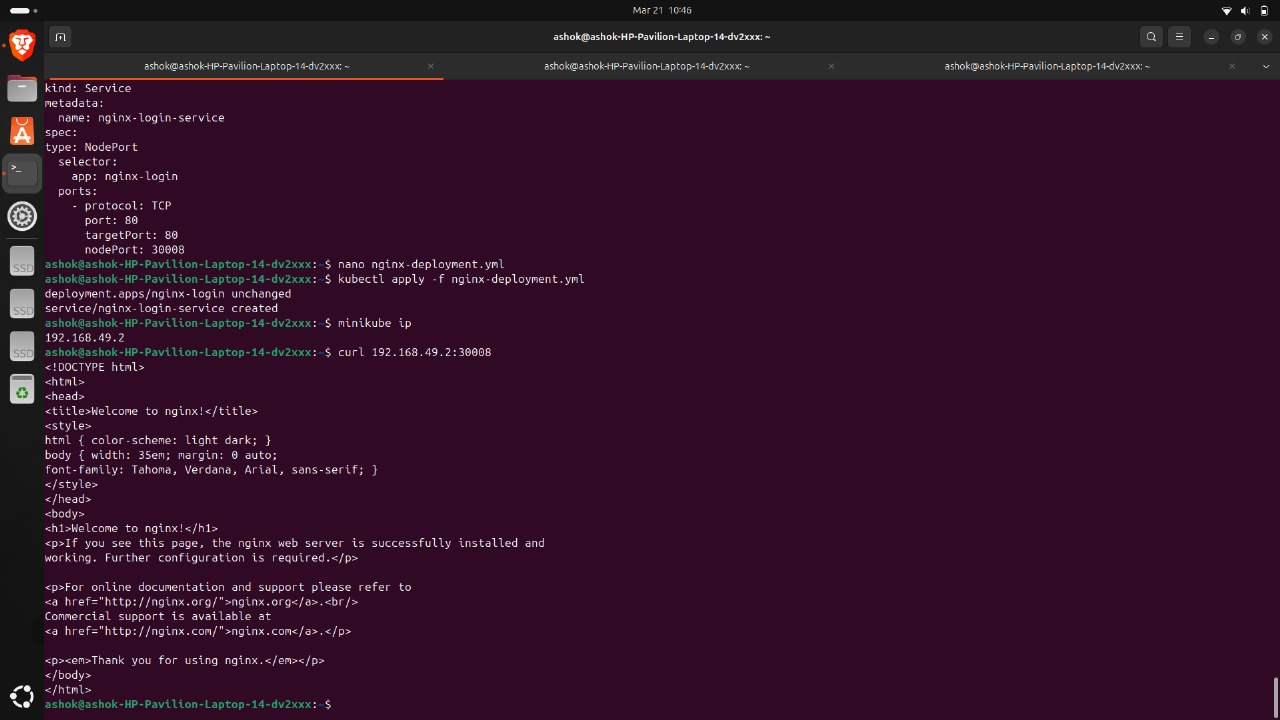 Mar 21 10:46
ashok@ashok-HP-Pavilion-Laptop-14-dv2xxx: ~
ashok@ashok-HP-Pavilion-Laptop-14-dv2xxx: ~
ashok@ashok-HP-Pavilion-Laptop-14-dv2xxx: ~
ashok@ashok-HP-Pavilion-Laptop-14-dv2xxx: ~
kind: Service
metadata:
  name: nginx-login-service
spec:
type: NodePort
  selector:
    app: nginx-login
  ports:
    - protocol: TCP
      port: 80
      targetPort: 80
      nodePort: 30008
ashok@ashok-HP-Pavilion-Laptop-14-dv2xxx:~$ nano nginx-deployment.yml
ashok@ashok-HP-Pavilion-Laptop-14-dv2xxx:~$ kubectl apply -f nginx-deployment.yml
deployment.apps/nginx-login unchanged
service/nginx-login-service created
ashok@ashok-HP-Pavilion-Laptop-14-dv2xxx:~$ minikube ip
192.168.49.2
ashok@ashok-HP-Pavilion-Laptop-14-dv2xxx:~$ curl 192.168.49.2:30008
<!DOCTYPE html>
<html>
<head>
<title>Welcome to nginx!</title>
<style>
html { color-scheme: light dark; }
body { width: 35em; margin: 0 auto;
font-family: Tahoma, Verdana, Arial, sans-serif; }
</style>
</head>
<body>
<h1>Welcome to nginx!</h1>
<p>If you see this page, the nginx web server is successfully installed and
working. Further configuration is required.</p>

<p>For online documentation and support please refer to
<a href="http://nginx.org/">nginx.org</a>.<br/>
Commercial support is available at
<a href="http://nginx.com/">nginx.com</a>.</p>

<p><em>Thank you for using nginx.</em></p>
</body>
</html>
ashok@ashok-HP-Pavilion-Laptop-14-dv2xxx:~$
SSD
SSD
SSD